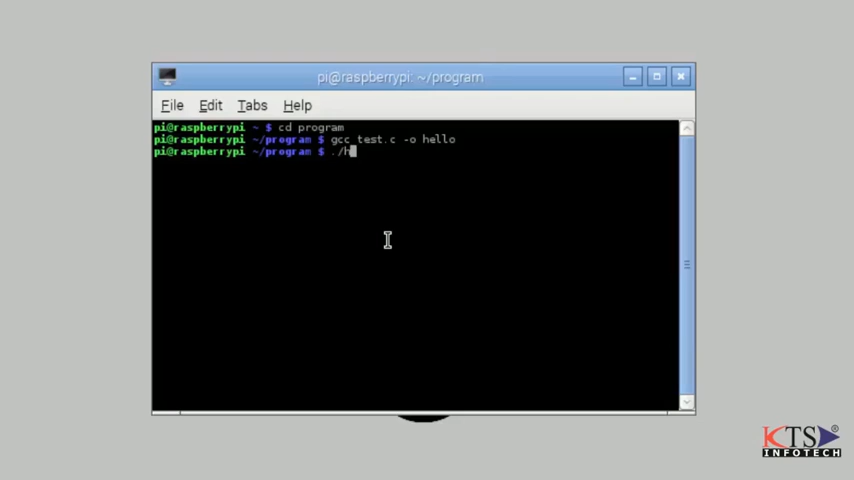 pi@raspberrypi: ~/program
File Edit Tabs Help
pi@raspberrypi ~ $ cd program
pi@raspberrypi ~/program $ gcc test.c -o hello
pi@raspberrypi ~/program $ ./h
KTS®
INFOTECH